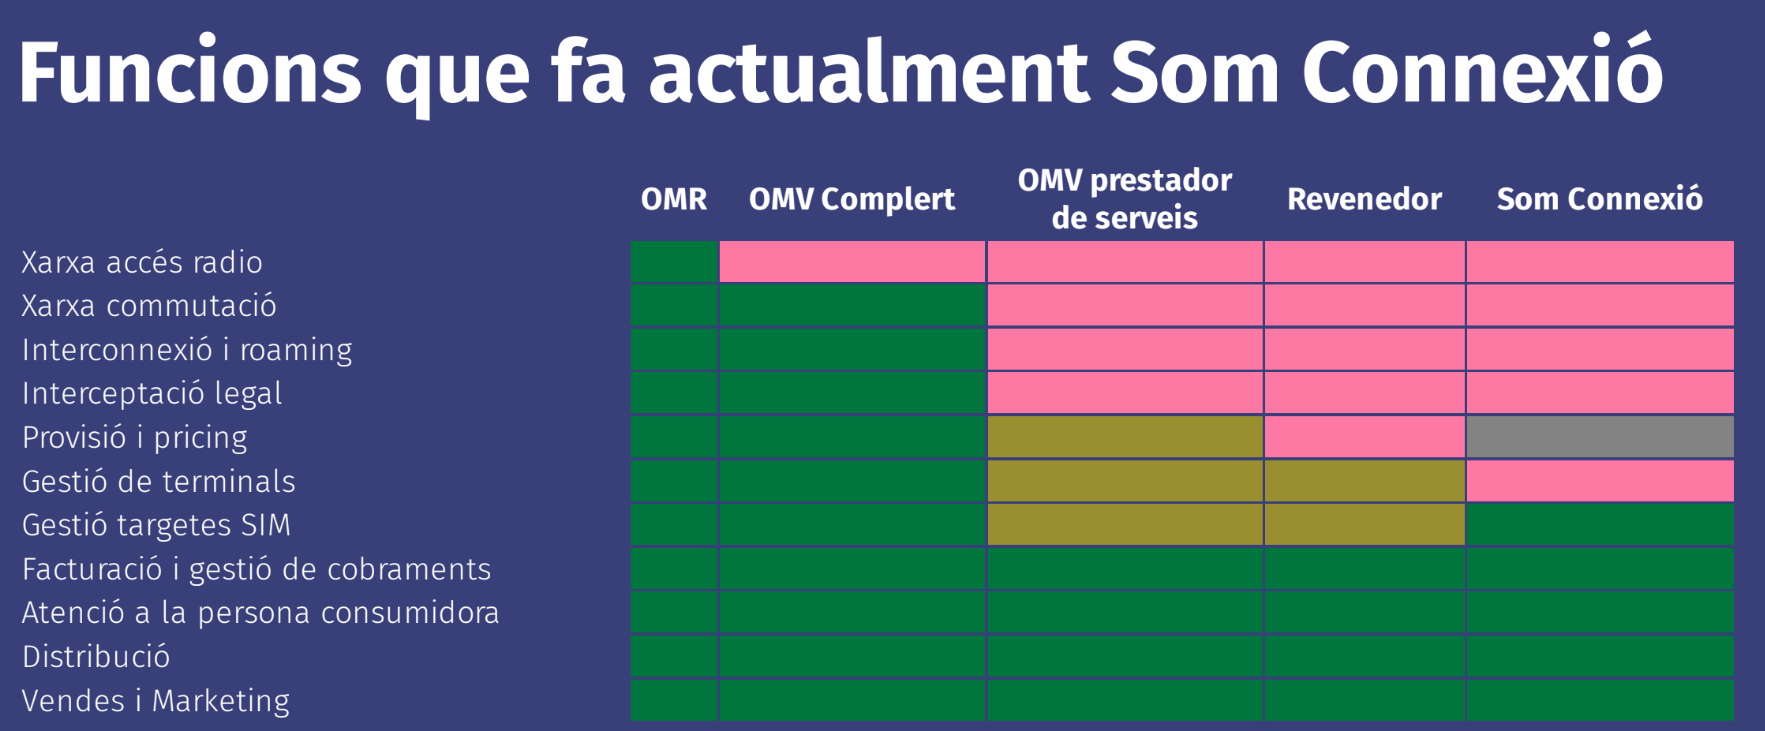 Funcions que fa actualment Som Connexió
OMR OMV Complert OMV prestador de serveis Revenedor Som Connexió
Xarxa accés radio
Xarxa commutació
Interconnexió i roaming
Interceptació legal
Provisió i pricing
Gestió de terminals
Gestió targetes SIM
Facturació i gestió de cobraments
Atenció a la persona consumidora
Distribució
Vendes i Marketing